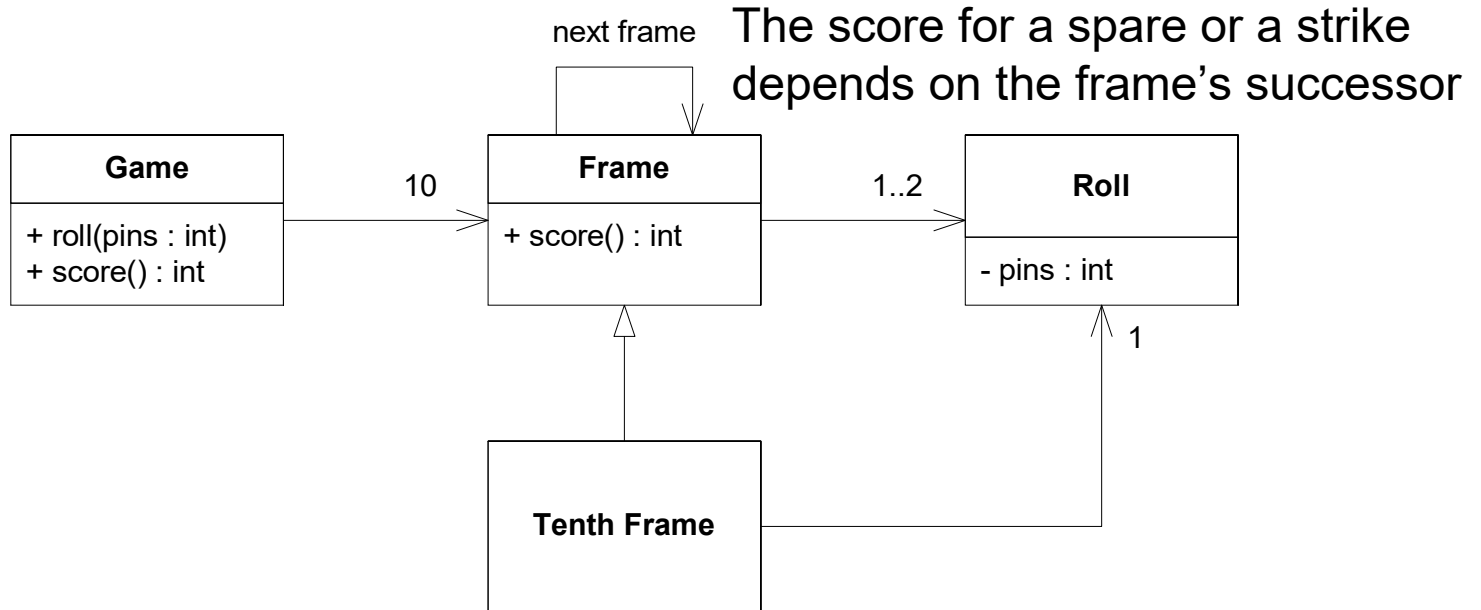 next frame
The score for a spare or a strike
depends on the frame’s successor
Game
+ roll(pins : int)
+ score() : int
10
Frame
+ score() : int
1..2
Roll
- pins : int
1
Tenth Frame